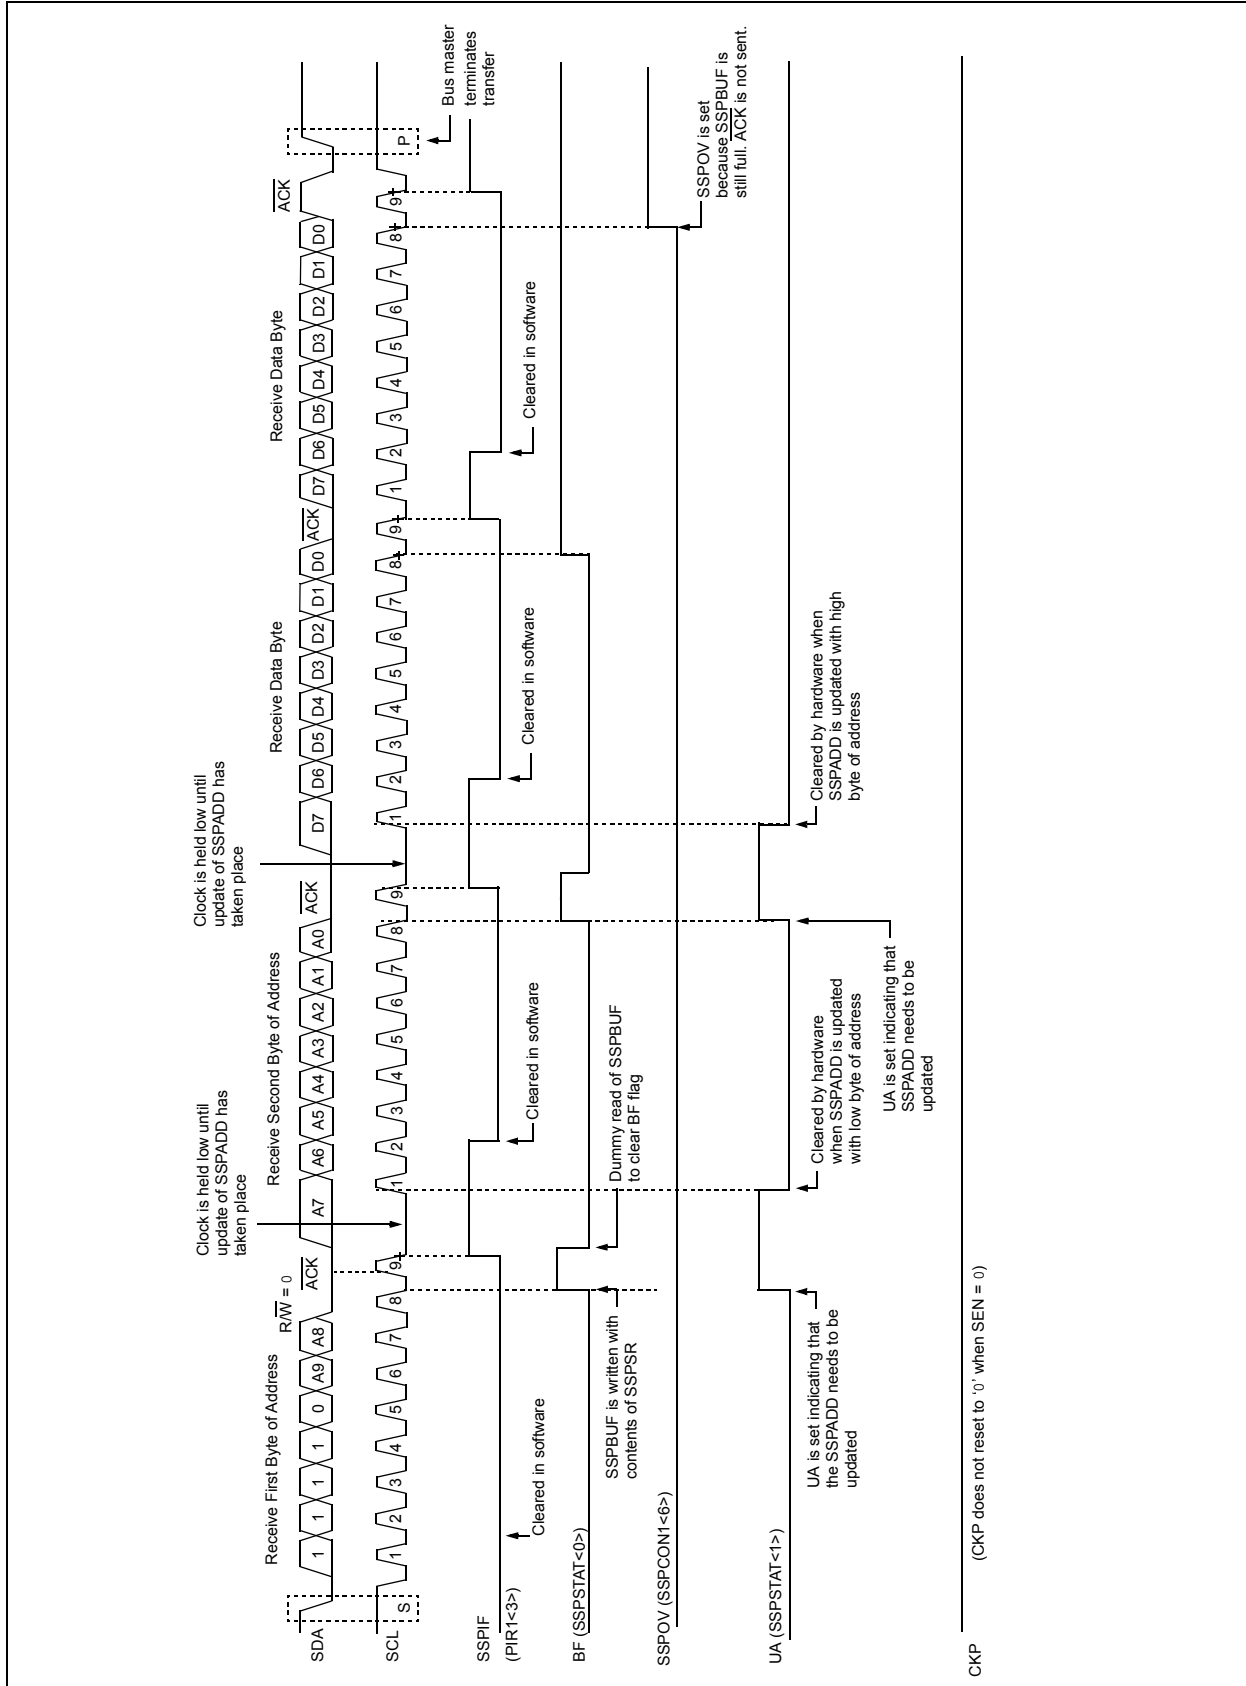 Receive First Byte of Address
R/W = 0
Clock is held low until
update of SSPADD has
taken place
Receive Second Byte of Address
Clock is held low until
update of SSPADD has
taken place
Receive Data Byte
Receive Data Byte
SDA
1 1 1 1 0 A9 A8 ACK A7 A6 A5 A4 A3 A2 A1 A0 ACK D7 D6 D5 D4 D3 D2 D1 D0 ACK D7 D6 D5 D4 D3 D2 D1 D0 ACK
SCL
S 1 2 3 4 5 6 7 8 9 1 2 3 4 5 6 7 8 9 1 2 3 4 5 6 7 8 9 1 2 3 4 5 6 7 8 9 P
Bus master
terminates
transfer
SSPIF
(PIR1<3>)
Cleared in software
Cleared in software
Cleared in software
Cleared in software
BF (SSPSTAT<0>)
SSPBUF is written with
contents of SSPSR
Dummy read of SSPBUF
to clear BF flag
SSPOV (SSPCON1<6>)
SSPOV is set
because SSPBUF is
still full. ACK is not sent.
UA (SSPSTAT<1>)
UA is set indicating that
the SSPADD needs to be
updated
Cleared by hardware
when SSPADD is updated
with low byte of address
UA is set indicating that
SSPADD needs to be
updated
Cleared by hardware when
SSPADD is updated with high
byte of address
CKP
(CKP does not reset to ‘0’ when SEN = 0)